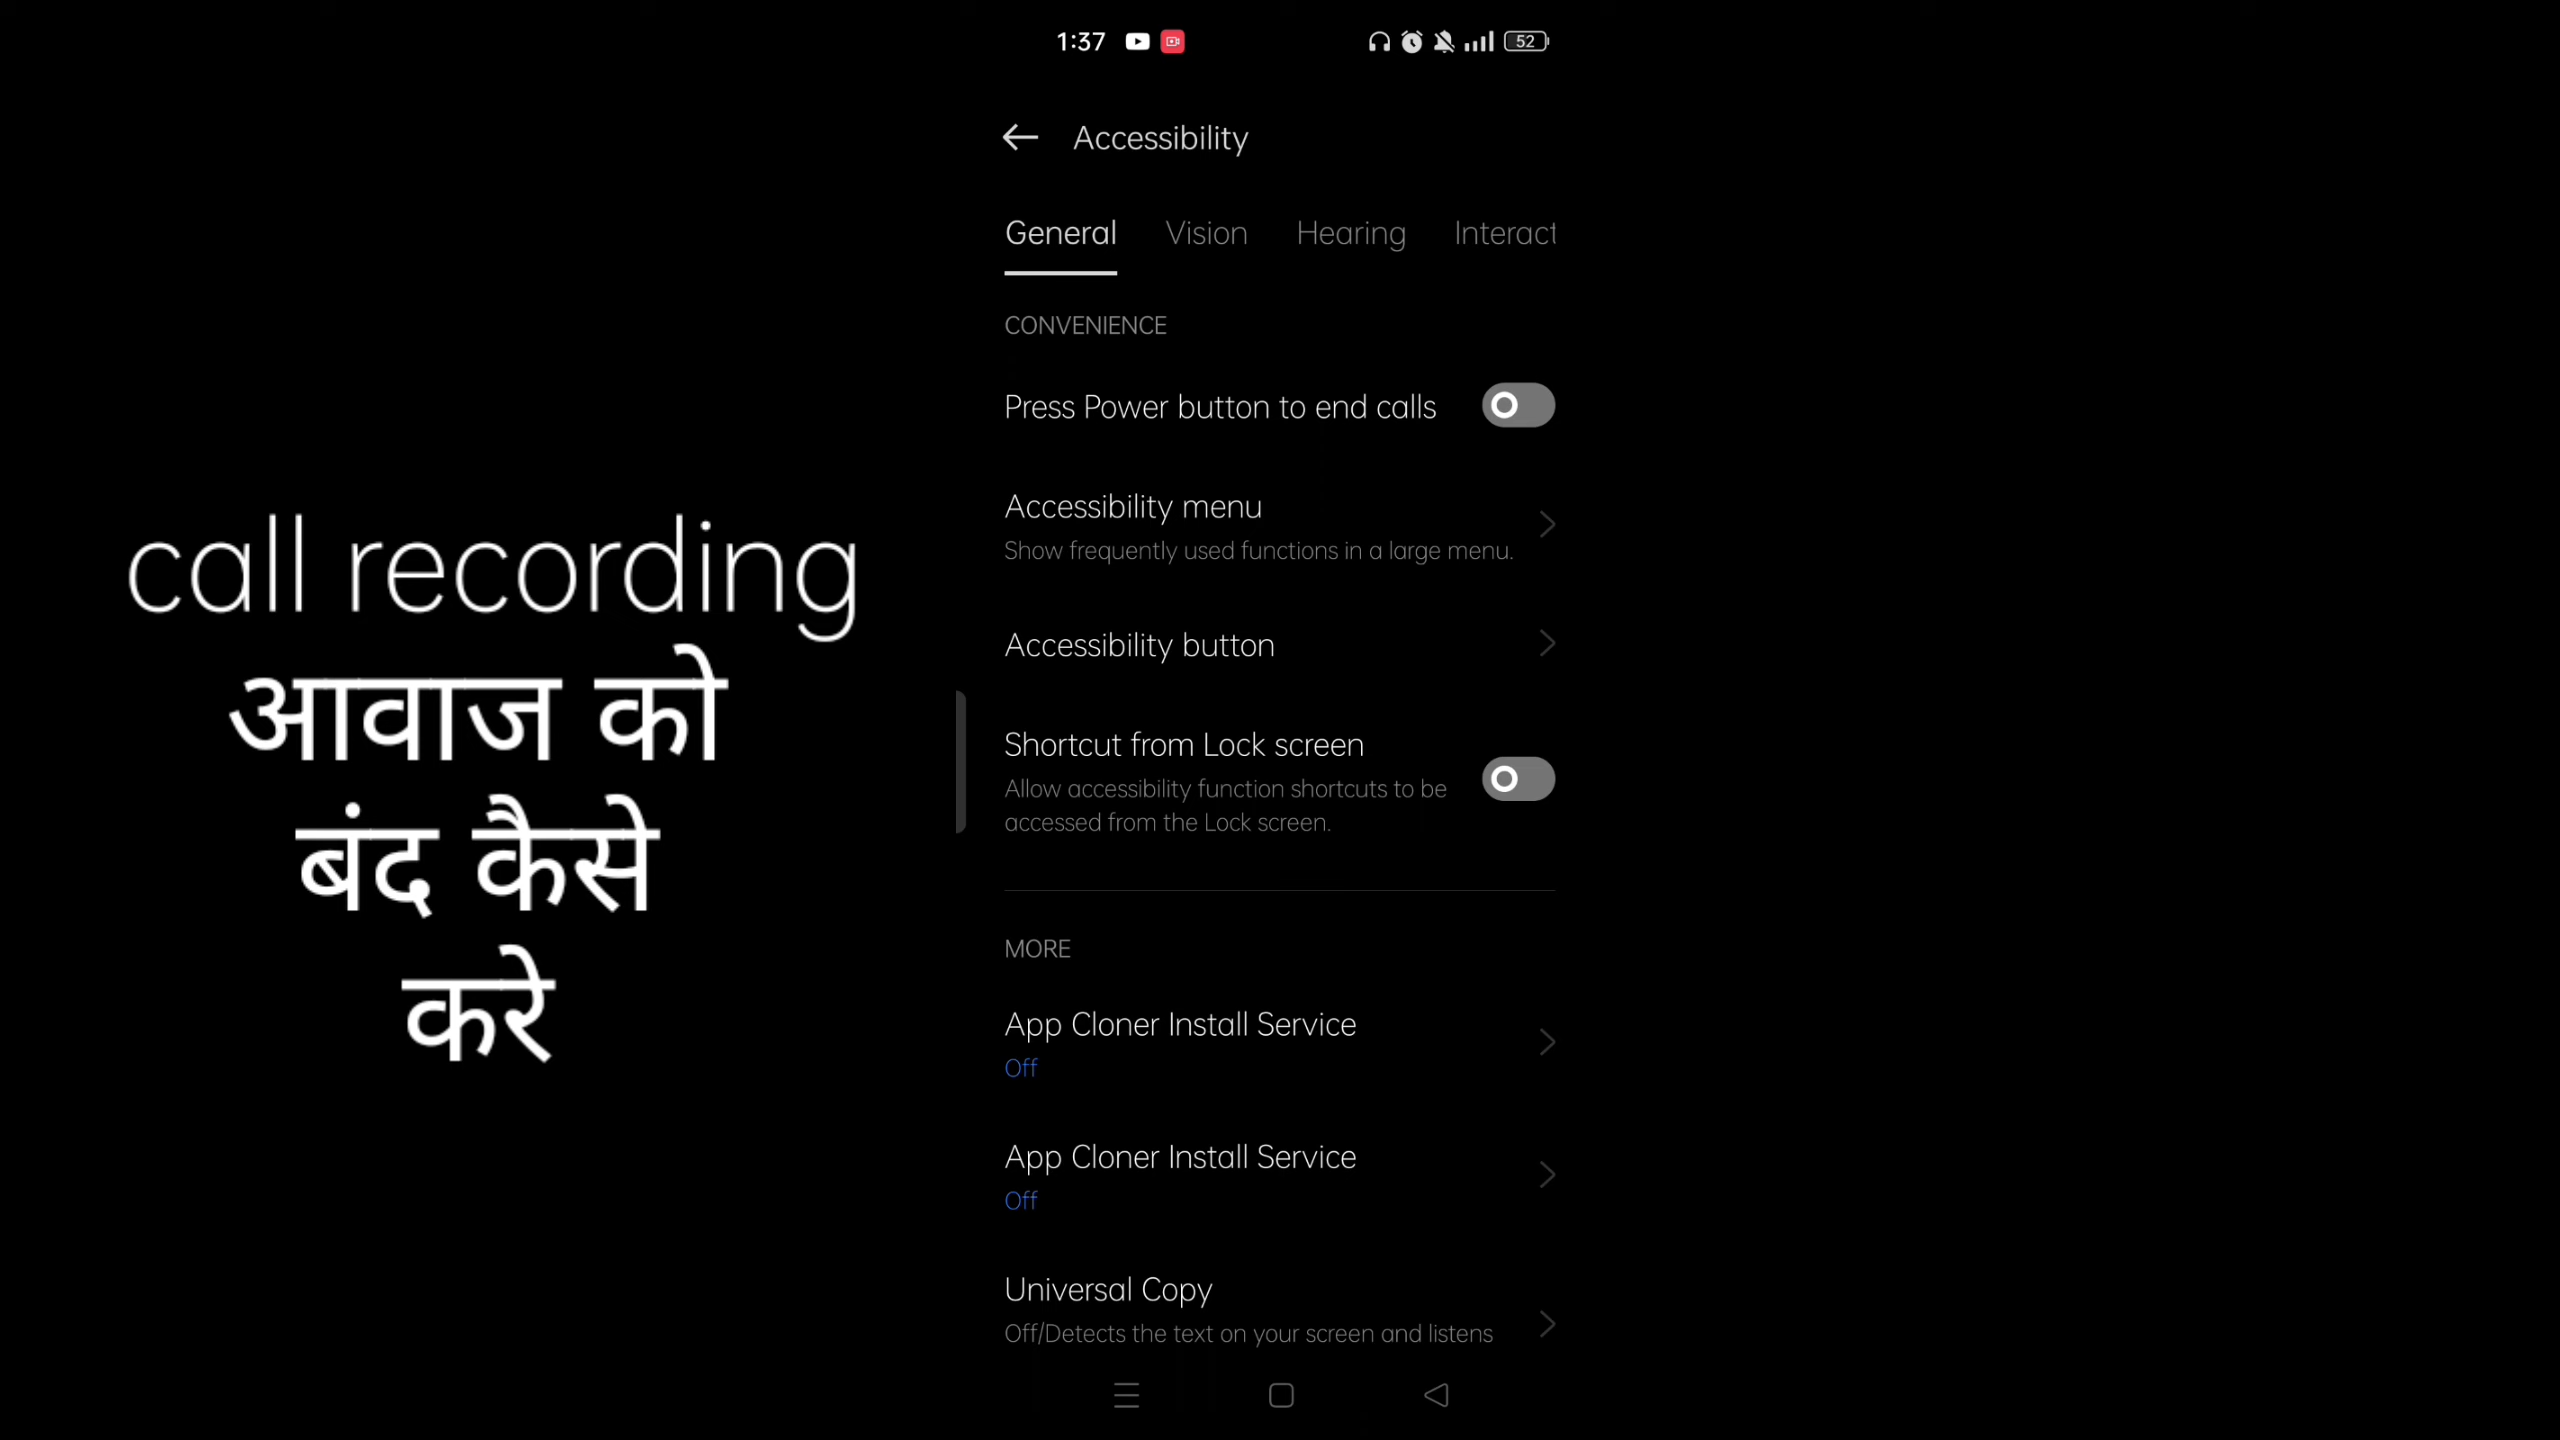 call recording
आवाज को
बंद कैसे
करे
1:37
52
Accessibility
General Vision Hearing Interact
CONVENIENCE
Press Power button to end calls
Accessibility menu
Show frequently used functions in a large menu.
Accessibility button
Shortcut from Lock screen
Allow accessibility function shortcuts to be
accessed from the Lock screen.
MORE
App Cloner Install Service
Off
App Cloner Install Service
Off
Universal Copy
Off/Detects the text on your screen and listens